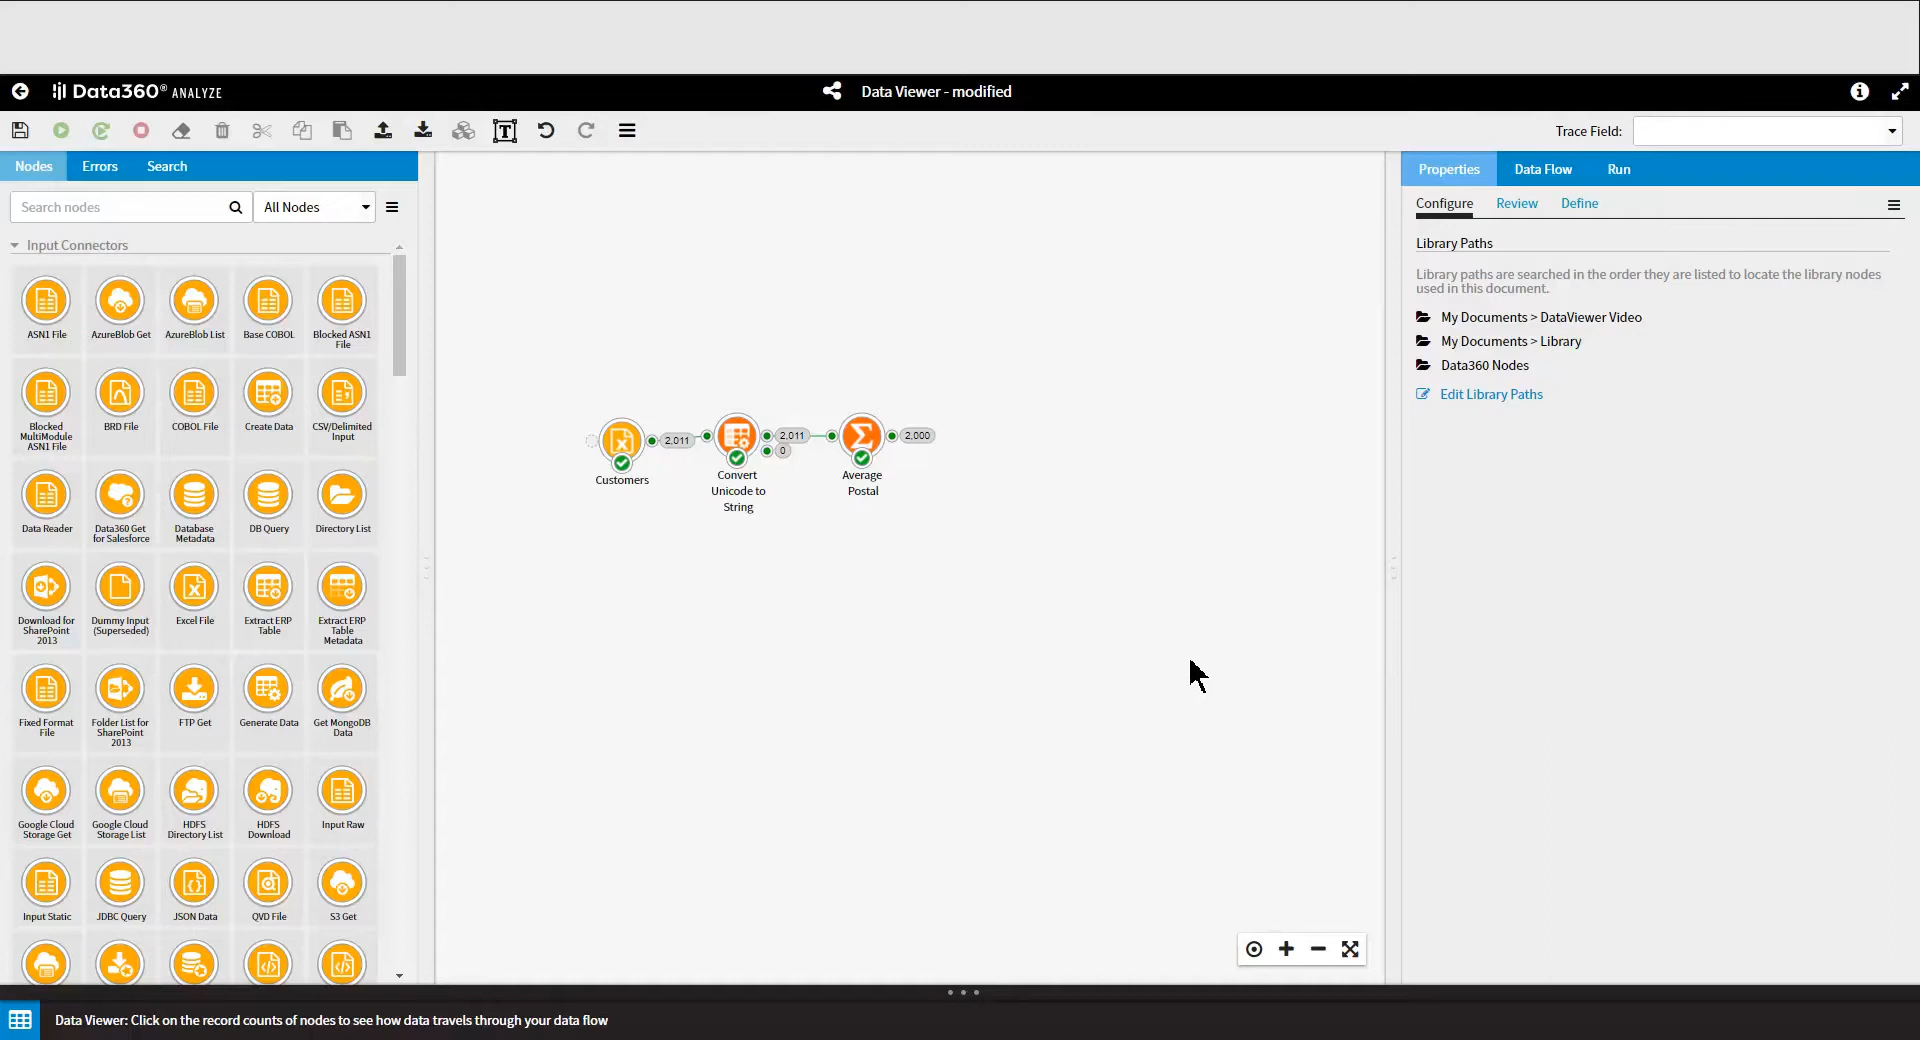 Data360® ANALYZE
Data Viewer - modified
Trace Field:
Nodes
Errors
Search
Search nodes
All Nodes
Input Connectors
ASN1 File
AzureBlob Get
AzureBlob List
Base COBOL
Blocked ASN1
File
Blocked
MultiModule
ASN1 File
BRD File
COBOL File
Create Data
CSV/Delimited
Input
Data Reader
Data360 Get
for Salesforce
Database
Metadata
DB Query
Directory List
Download for
SharePoint
2013
Dummy Input
(Superseded)
Excel File
Extract ERP
Table
Extract ERP
Table
Metadata
Fixed Format
File
Folder List for
SharePoint
2013
FTP Get
Generate Data
Get MongoDB
Data
Google Cloud
Storage Get
Google Cloud
Storage List
HDFS
Directory List
HDFS
Download
Input Raw
Input Static
JDBC Query
JSON Data
QVD File
S3 Get
2,011
2,011
0
2,000
Customers
Convert
Unicode to
String
Average
Postal
Properties
Data Flow
Run
Configure
Review
Define
Library Paths
Library paths are searched in the order they are listed to locate the library nodes
used in this document.
My Documents > DataViewer Video
My Documents > Library
Data360 Nodes
Edit Library Paths
Data Viewer: Click on the record counts of nodes to see how data travels through your data flow